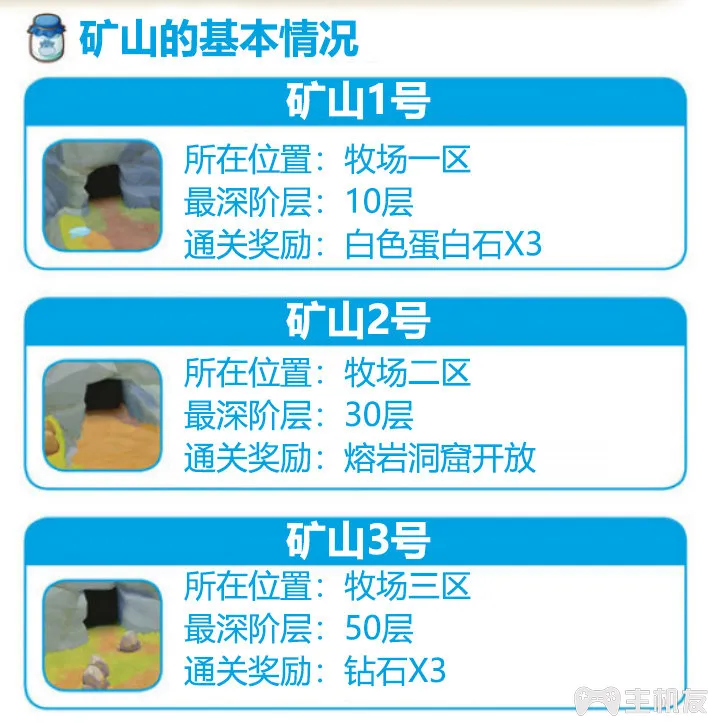 矿山的基本情况
矿山1号
所在位置：牧场一区
最深阶层：10层
通关奖励：白色蛋白石X3
矿山2号
所在位置：牧场二区
最深阶层：30层
通关奖励：熔岩洞窟开放
矿山3号
所在位置：牧场三区
最深阶层：50层
通关奖励：钻石X3
主机友